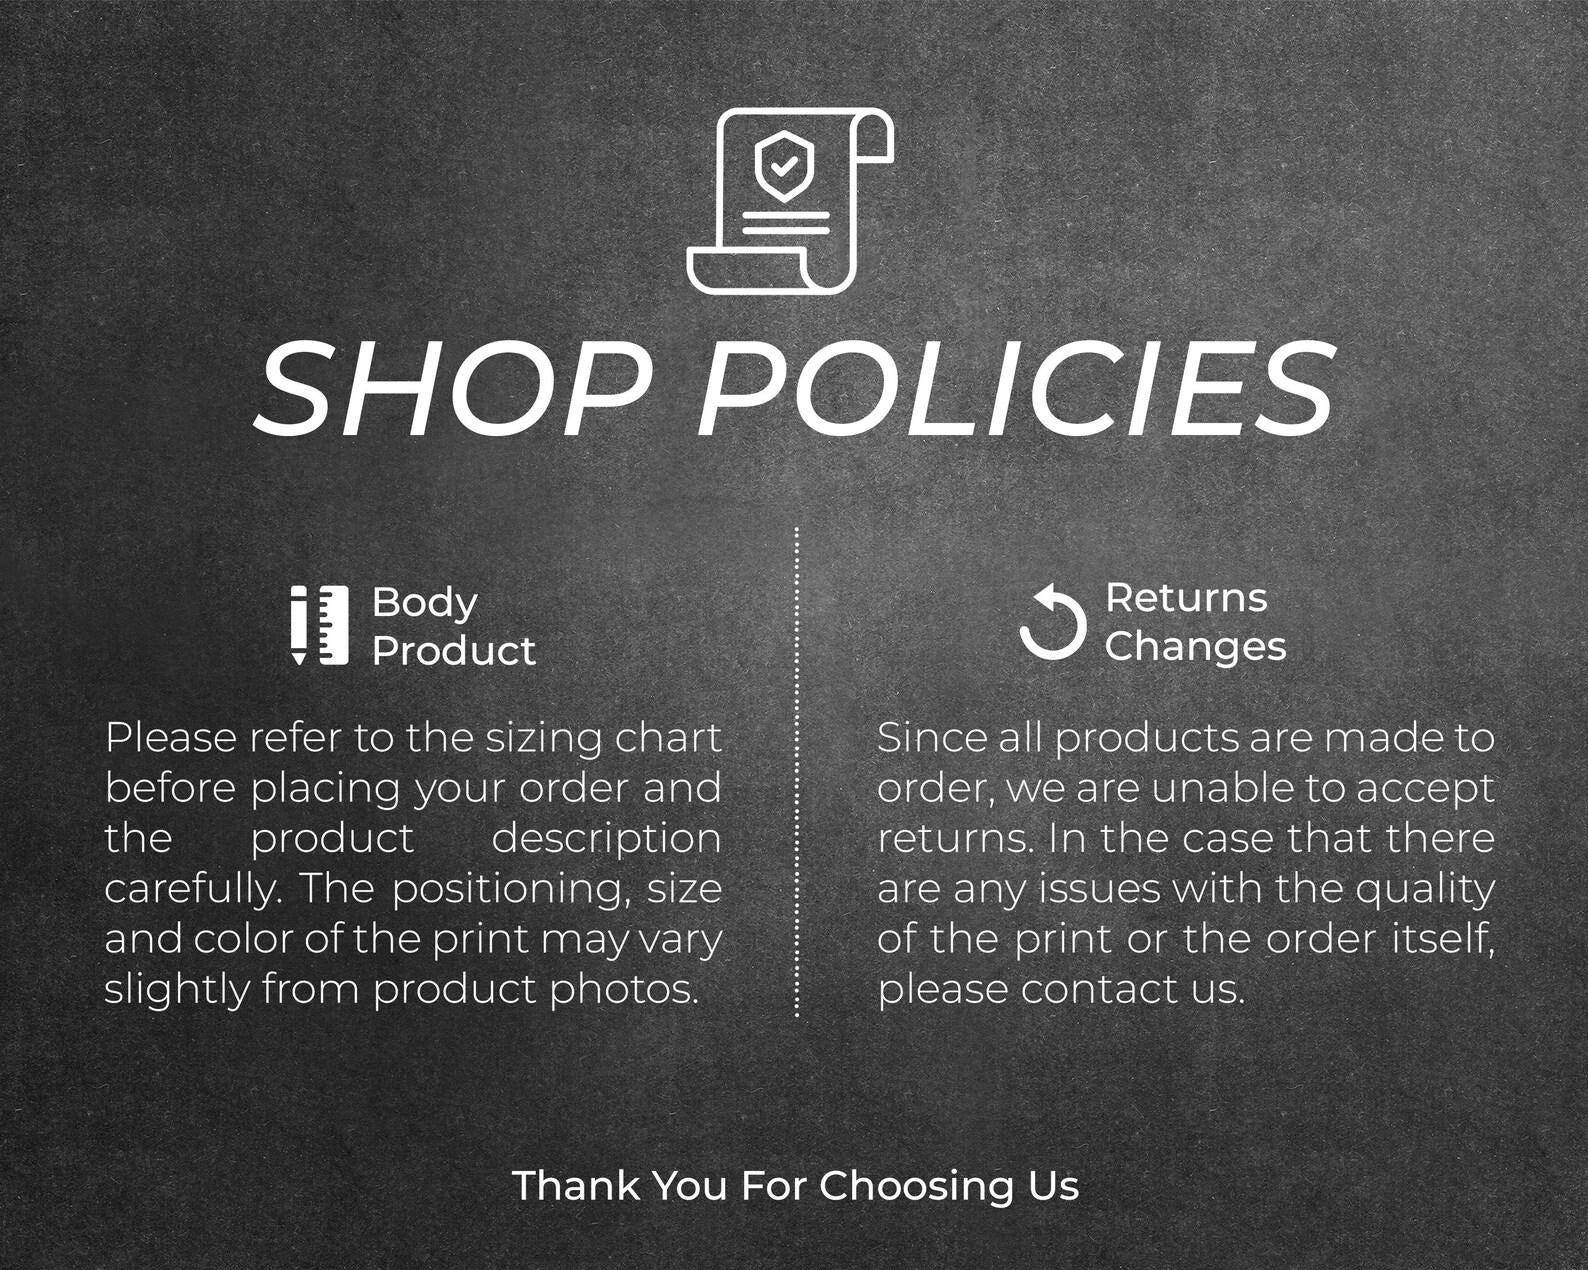 SHOP POLICIES
Body
Product
Please refer to the sizing chart
before placing your order and
the product description
carefully. The positioning, size
and color of the print may vary
slightly from product photos.
Returns
Changes
Since all products are made to
order, we are unable to accept
returns. In the case that there
are any issues with the quality
of the print or the order itself,
please contact us.
Thank You For Choosing Us